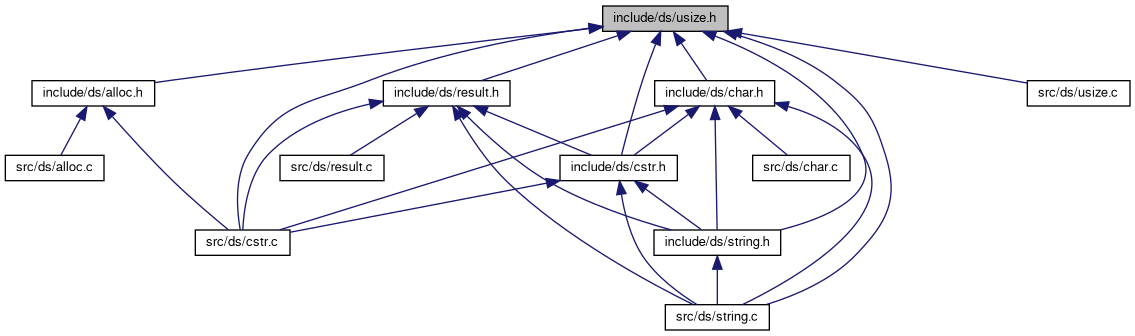 include/ds/usize.h
include/ds/alloc.h
include/ds/result.h
include/ds/char.h
src/ds/usize.c
src/ds/alloc.c
src/ds/result.c
include/ds/cstr.h
src/ds/char.c
src/ds/cstr.c
include/ds/string.h
src/ds/string.c